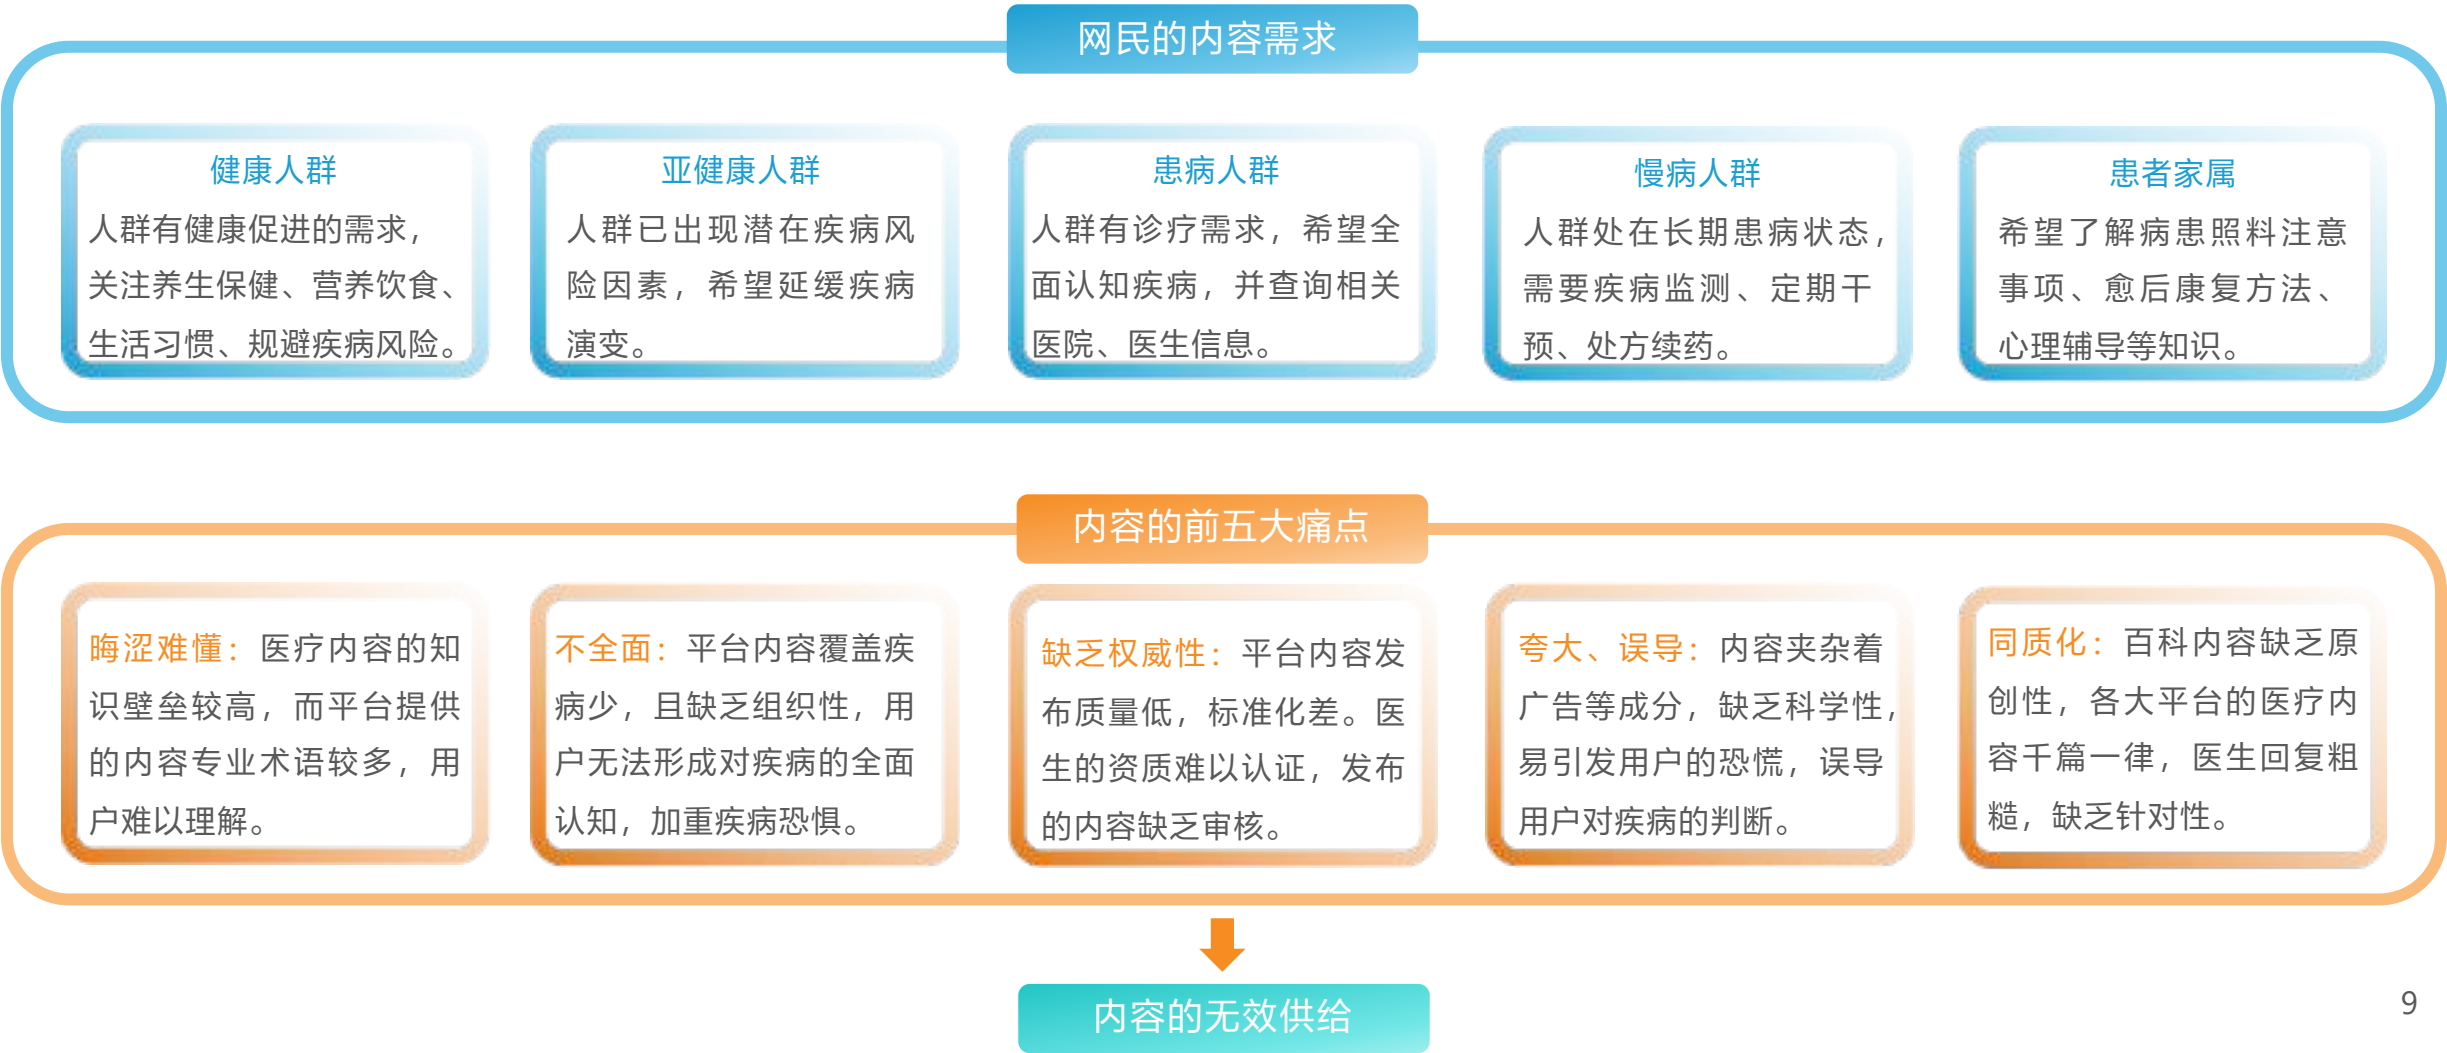 网民的内容需求
健康人群
人群有健康促进的需求，
关注养生保健、营养饮食、
生活习惯、规避疾病风险。
亚健康人群
人群已出现潜在疾病风
险因素，希望延缓疾病
演变。
患病人群
人群有诊疗需求，希望全
面认知疾病，并查询相关
医院、医生信息。
慢病人群
人群处在长期患病状态，
需要疾病监测、定期干
预、处方续药。
患者家属
希望了解病患照料注意
事项、愈后康复方法、
心理辅导等知识。
内容的前五大痛点
晦涩难懂：医疗内容的知
识壁垒较高，而平台提供
的内容专业术语较多，用
户难以理解。
不全面：平台内容覆盖疾
病少，且缺乏组织性，用
户无法形成对疾病的全面
认知，加重疾病恐惧。
缺乏权威性：平台内容发
布质量低，标准化差。医
生的资质难以认证，发布
的内容缺乏审核。
夸大、误导：内容夹杂着
广告等成分，缺乏科学性，
易引发用户的恐慌，误导
用户对疾病的判断。
同质化：百科内容缺乏原
创性，各大平台的医疗内
容千篇一律，医生回复粗
糙，缺乏针对性。
内容的无效供给
9